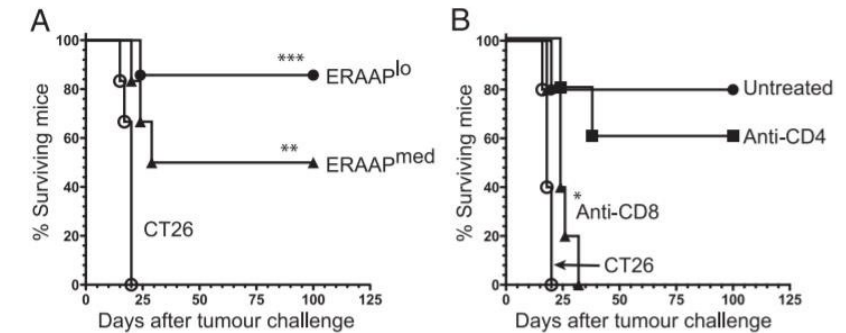 A
% Surviving mice
100
80
60
40
20
0
0 25 50 75 100 125
Days after tumour challenge
***
ERAAPlo
**
ERAAPmed
CT26
B
% Surviving mice
100
80
60
40
20
0
0 25 50 75 100 125
Days after tumour challenge
Untreated
Anti-CD4
*
Anti-CD8
CT26